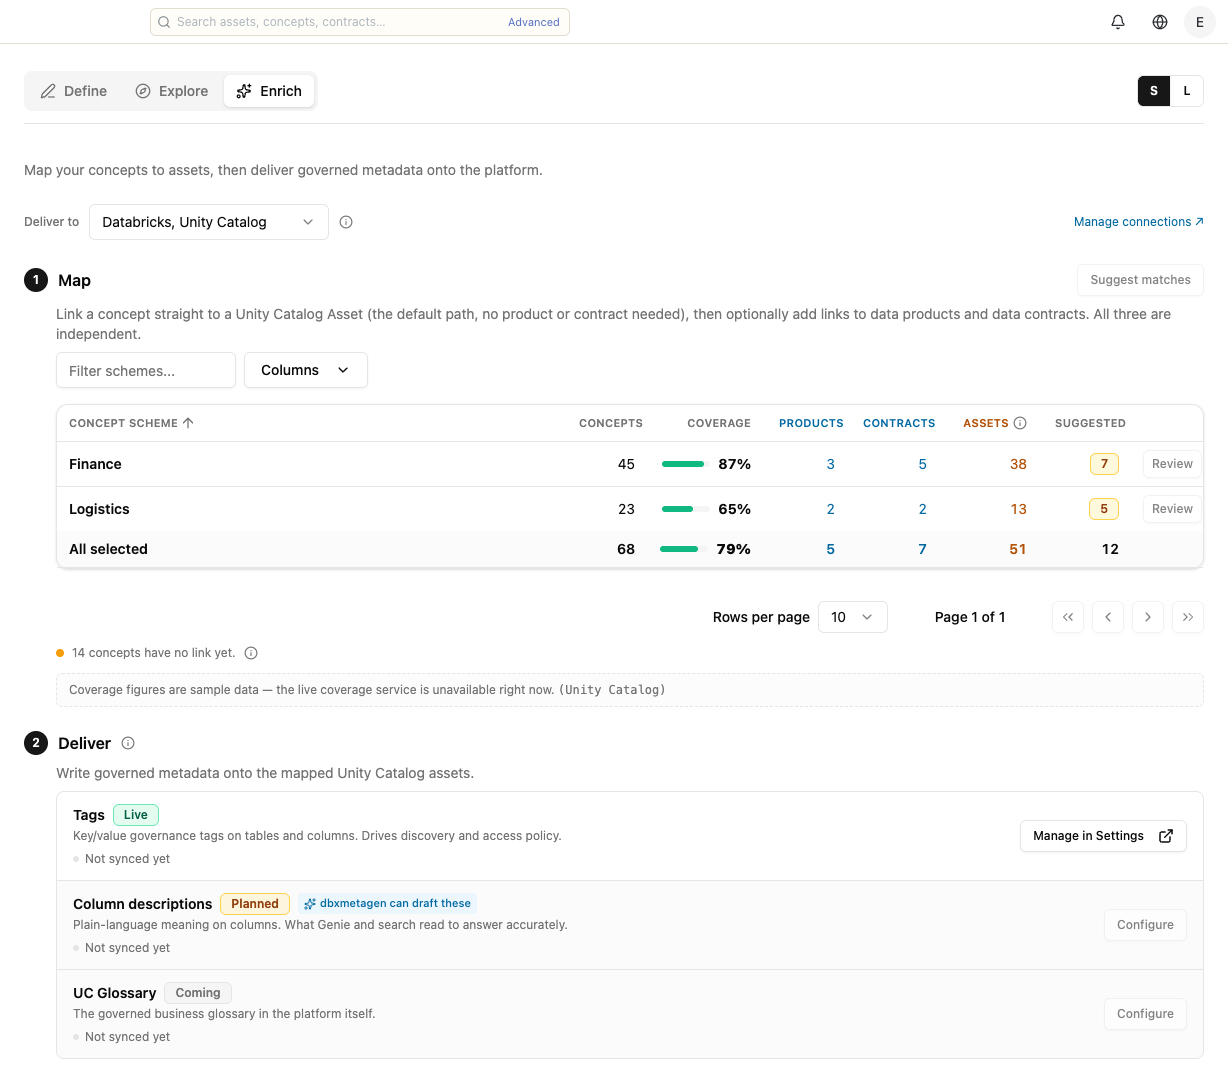 Search assets, concepts, contracts... Advanced
E
Define Explore Enrich
S L
Map your concepts to assets, then deliver governed metadata onto the platform.
Deliver to Databricks, Unity Catalog
Manage connections ↗
1 Map
Suggest matches
Link a concept straight to a Unity Catalog Asset (the default path, no product or contract needed), then optionally add links to data products and data contracts. All three are
independent.
Filter schemes... Columns
CONCEPT SCHEME ↑ CONCEPTS COVERAGE PRODUCTS CONTRACTS ASSETS SUGGESTED
Finance 45 87% 3 5 38 7 Review
Logistics 23 65% 2 2 13 5 Review
All selected 68 79% 5 7 51 12
Rows per page 10 Page 1 of 1
14 concepts have no link yet.
Coverage figures are sample data — the live coverage service is unavailable right now. (Unity Catalog)
2 Deliver
Write governed metadata onto the mapped Unity Catalog assets.
Tags Live
Key/value governance tags on tables and columns. Drives discovery and access policy.
Not synced yet
Manage in Settings
Column descriptions Planned dbxmetagen can draft these
Plain-language meaning on columns. What Genie and search read to answer accurately.
Not synced yet
Configure
UC Glossary Coming
The governed business glossary in the platform itself.
Not synced yet
Configure